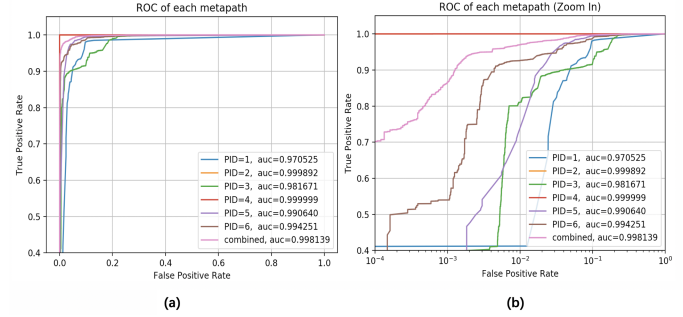 ROC of each metapath
1.0
0.9
0.8
0.7
0.6
0.5
0.4
True Positive Rate
0.0
0.2
0.4
0.6
0.8
1.0
False Positive Rate
PID=1, auc=0.970525
PID=2, auc=0.999892
PID=3, auc=0.981671
PID=4, auc=0.999999
PID=5, auc=0.990640
PID=6, auc=0.994251
combined, auc=0.998139
(a)
ROC of each metapath (Zoom In)
1.0
0.9
0.8
0.7
0.6
0.5
0.4
True Positive Rate
10⁻⁴
10⁻³
10⁻²
10⁻¹
10⁰
False Positive Rate
PID=1, auc=0.970525
PID=2, auc=0.999892
PID=3, auc=0.981671
PID=4, auc=0.999999
PID=5, auc=0.990640
PID=6, auc=0.994251
combined, auc=0.998139
(b)